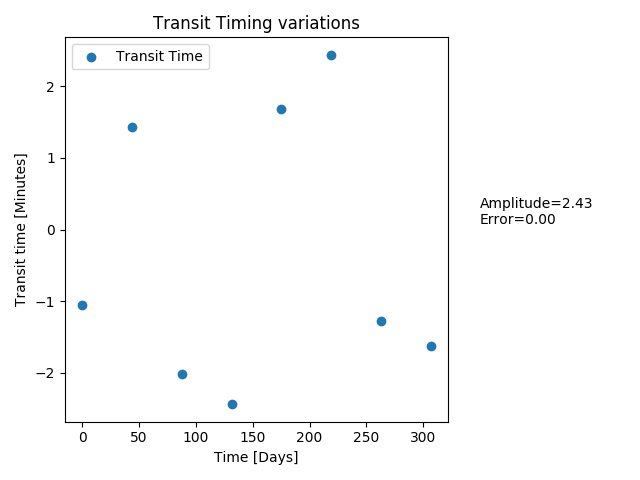 Transit Timing variations
Transit Time
2
1
0
−1
−2
Transit time [Minutes]
0
50
100
150
200
250
300
Time [Days]
Amplitude=2.43
Error=0.00